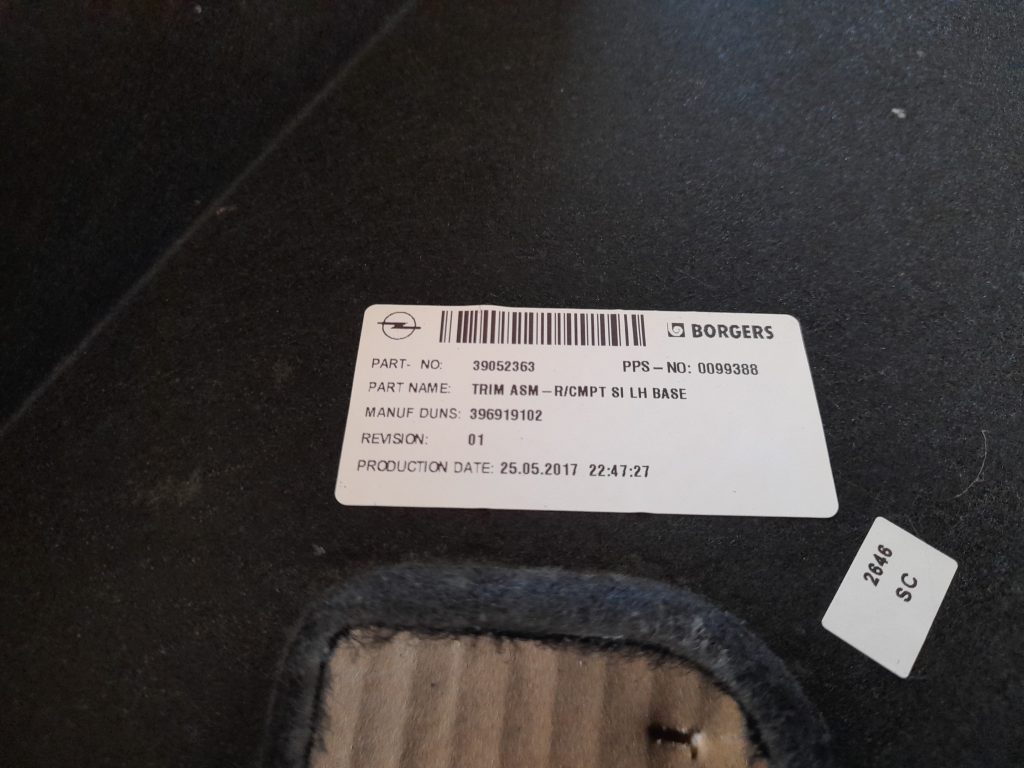 BORGERS
PART- NO: 39052363 PPS-NO: 0099388
PART NAME: TRIM ASM-R/CMPT SI LH BASE
MANUF DUNS: 396919102
REVISION: 01
PRODUCTION DATE: 25.05.2017 22:47:27
2646
SC